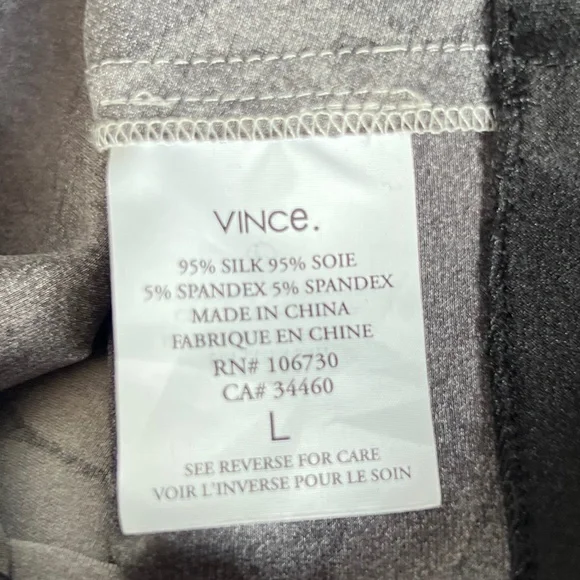 VINCe.
95% SILK 95% SOIE
5% SPANDEX 5% SPANDEX
MADE IN CHINA
FABRIQUE EN CHINE
RN# 106730
CA# 34460
L
SEE REVERSE FOR CARE
VOIR L'INVERSE POUR LE SOIN